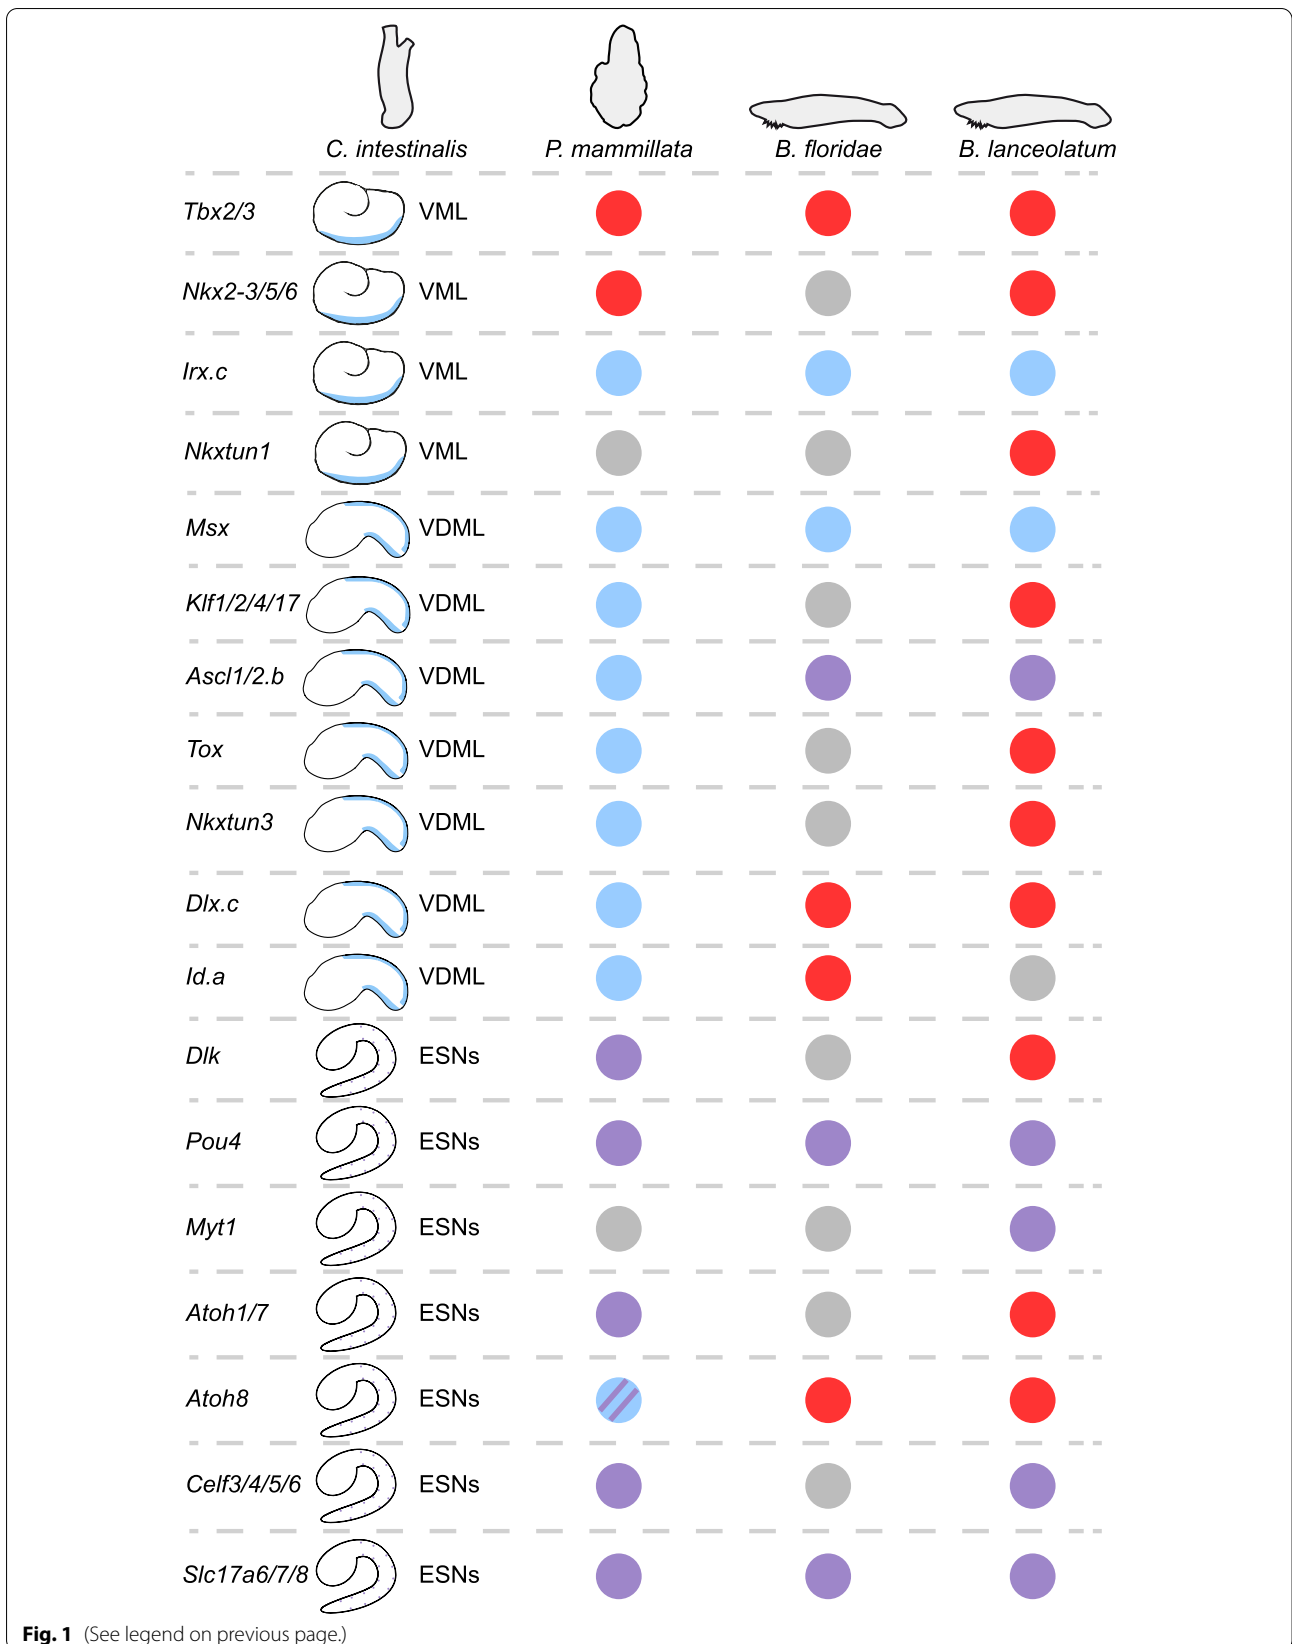 C. intestinalis P. mammillata B. floridae B. lanceolatum
Tbx2/3 VML
Nkx2-3/5/6 VML
Irx.c VML
Nkxtun1 VML
Msx VDML
Klf1/2/4/17 VDML
Ascl1/2.b VDML
Tox VDML
Nkxtun3 VDML
Dlx.c VDML
Id.a VDML
Dlk ESNs
Pou4 ESNs
Myt1 ESNs
Atoh1/7 ESNs
Atoh8 ESNs
Celf3/4/5/6 ESNs
Slc17a6/7/8 ESNs
Fig. 1 (See legend on previous page.)